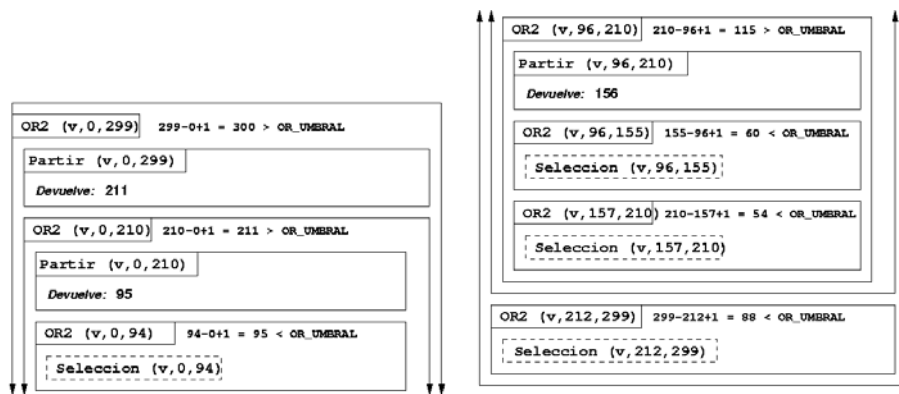 OR2 (v,0,299) 299-0+1 = 300 > OR_UMBRAL
Partir (v,0,299)
Devuelve: 211
OR2 (v,0,210) 210-0+1 = 211 > OR_UMBRAL
Partir (v,0,210)
Devuelve: 95
OR2 (v,0,94) 94-0+1 = 95 < OR_UMBRAL
Seleccion (v,0,94)
OR2 (v,96,210) 210-96+1 = 115 > OR_UMBRAL
Partir (v,96,210)
Devuelve: 156
OR2 (v,96,155) 155-96+1 = 60 < OR_UMBRAL
Seleccion (v,96,155)
OR2 (v,157,210) 210-157+1 = 54 < OR_UMBRAL
Seleccion (v,157,210)
OR2 (v,212,299) 299-212+1 = 88 < OR_UMBRAL
Seleccion (v,212,299)